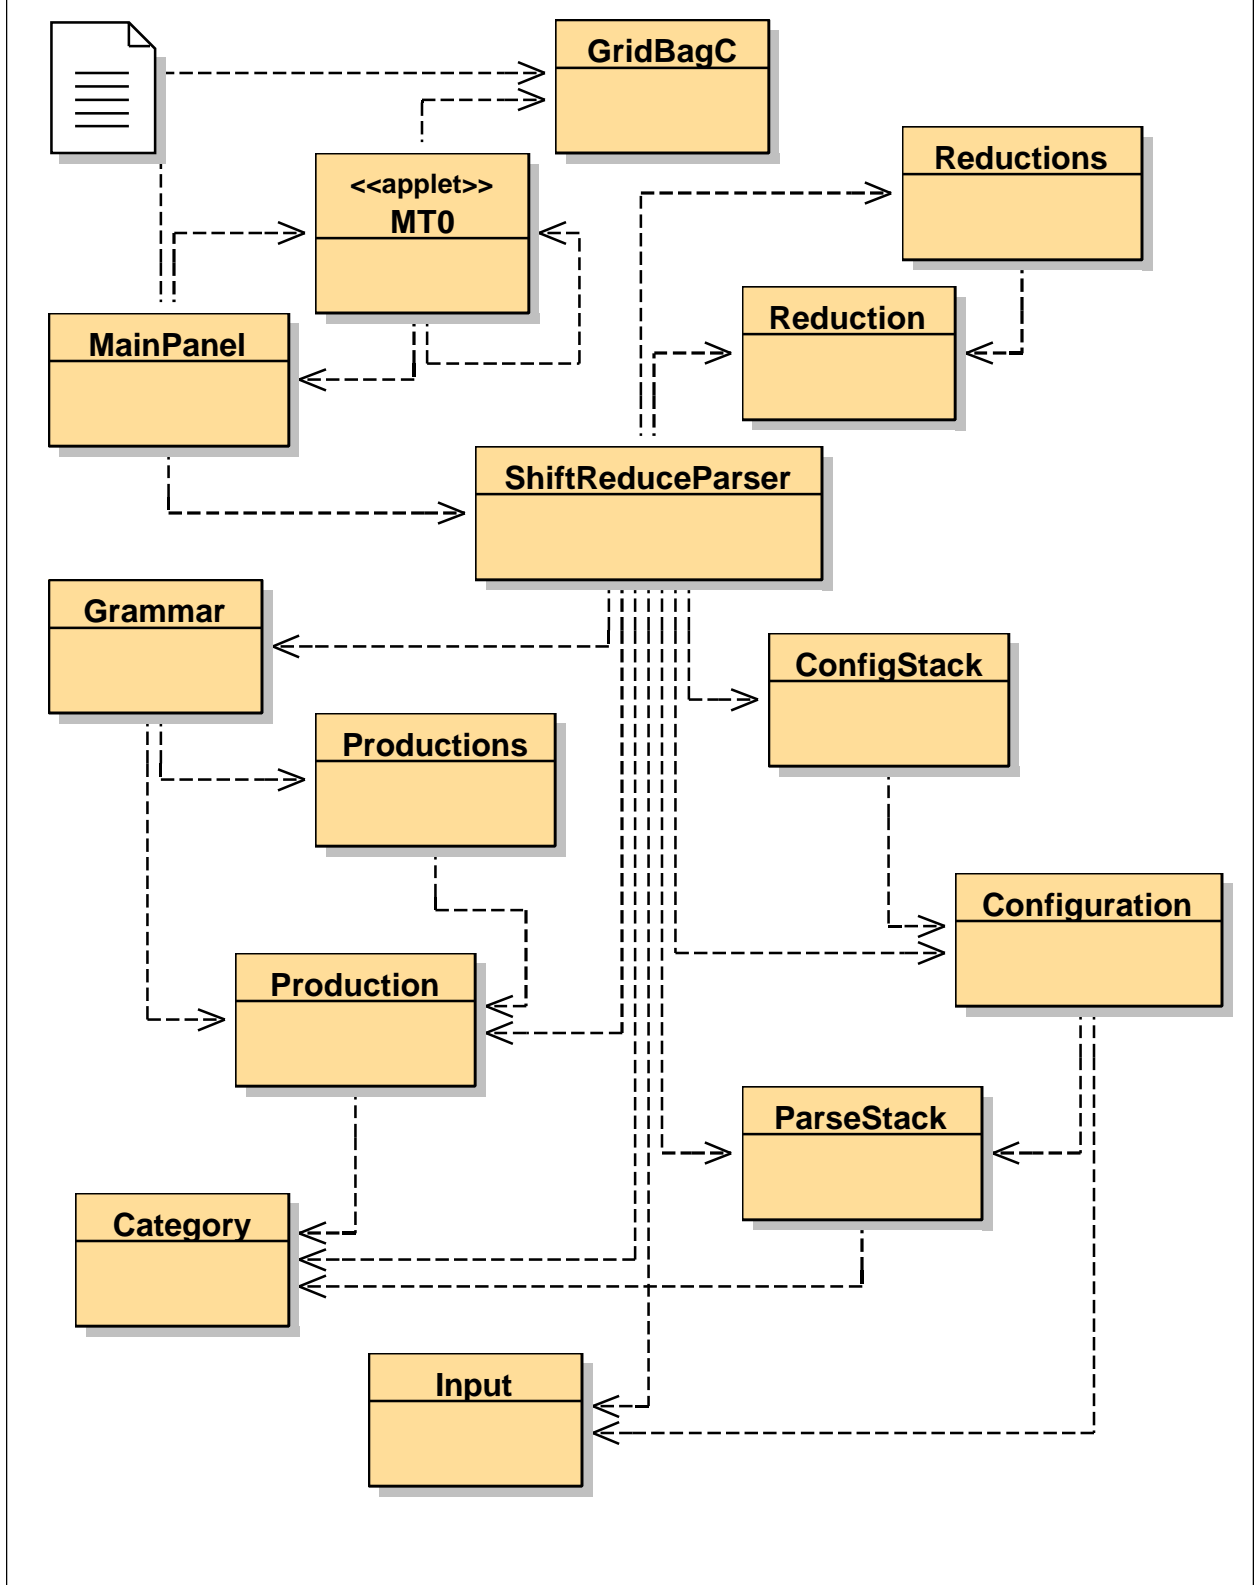 GridBagC
Reductions
<<applet>>
MT0
Reduction
MainPanel
ShiftReduceParser
Grammar
ConfigStack
Productions
Configuration
Production
ParseStack
Category
Input